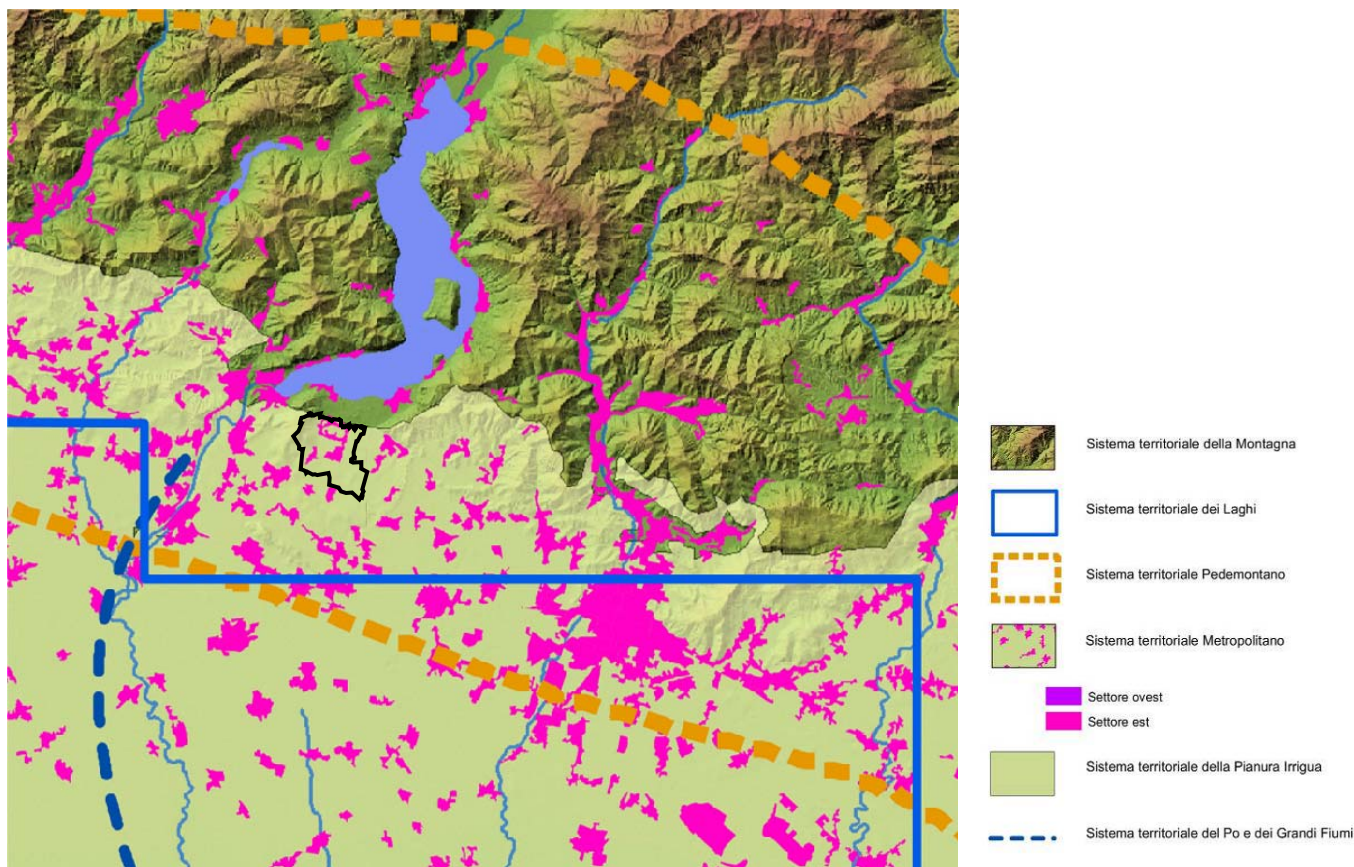 Sistema territoriale della Montagna
Sistema territoriale dei Laghi
Sistema territoriale Pedemontano
Sistema territoriale Metropolitano
Settore ovest
Settore est
Sistema territoriale della Pianura Irrigua
Sistema territoriale del Po e dei Grandi Fiumi